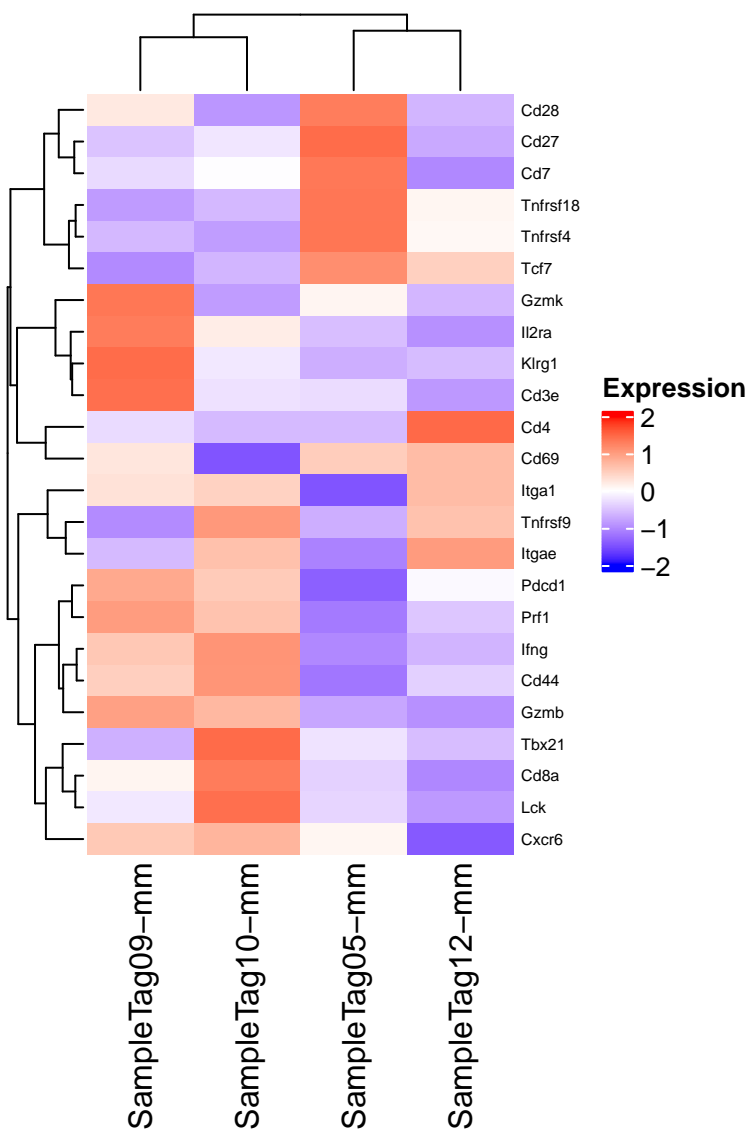 Cd28
Cd27
Cd7
Tnfrsf18
Tnfrsf4
Tcf7
Gzmk
Il2ra
Klrg1
Cd3e
Cd4
Cd69
Itga1
Tnfrsf9
Itgae
Pdcd1
Prf1
Ifng
Cd44
Gzmb
Tbx21
Cd8a
Lck
Cxcr6
Expression
2
1
0
−1
−2
SampleTag09−mm
SampleTag10−mm
SampleTag05−mm
SampleTag12−mm